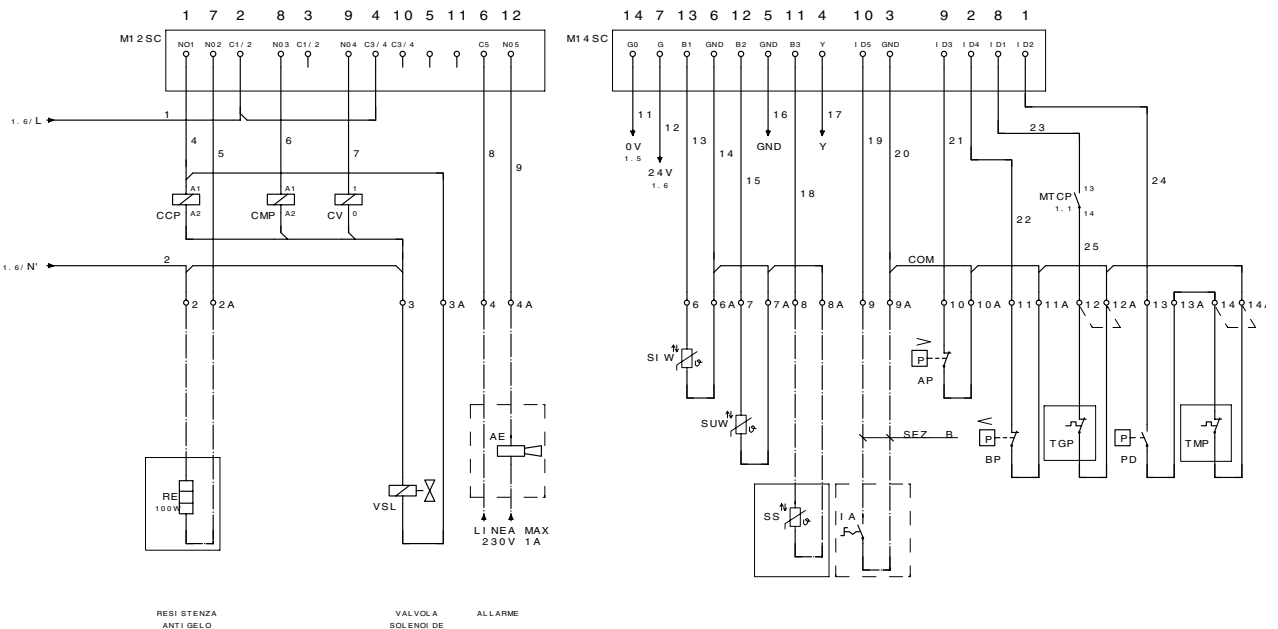 1 7 2 8 3 9 4 10 5 11 6 12
14 7 13 6 12 5 11 4 10 3 9 2 8 1
M12SC
NO1 N02 C1/2 N03 C1/2 N04 C3/4 C3/4 C5 N05
M14SC
G0 G B1 GND B2 GND B3 Y ID5 GND ID3 ID4 ID1 ID2
1.6/L
1
4
5
6
7
8
9
11
12
13
14
15
16
17
18
19
20
21
22
23
24
25
0V
1.5
24V
1.6
GND
Y
A1
A1
1
CCP A2
CMP A2
CV 0
MTCP
1.1
13
14
1.6/N'
2
COM
2 2A 3 3A 4 4A
6 6A 7 7A 8 8A 9 9A 10 10A 11 11A 12 12A 13 13A 14 14A
SIW
SUW
>
P
AP
SEZ. B
<
P
BP
TGP
P
PD
TMP
AE
RE
100W
VSL
LINEA MAX
230V 1A
SS
IA
RESISTENZA
ANTIGELO
VALVOLA
SOLENOIDE
ALLARME